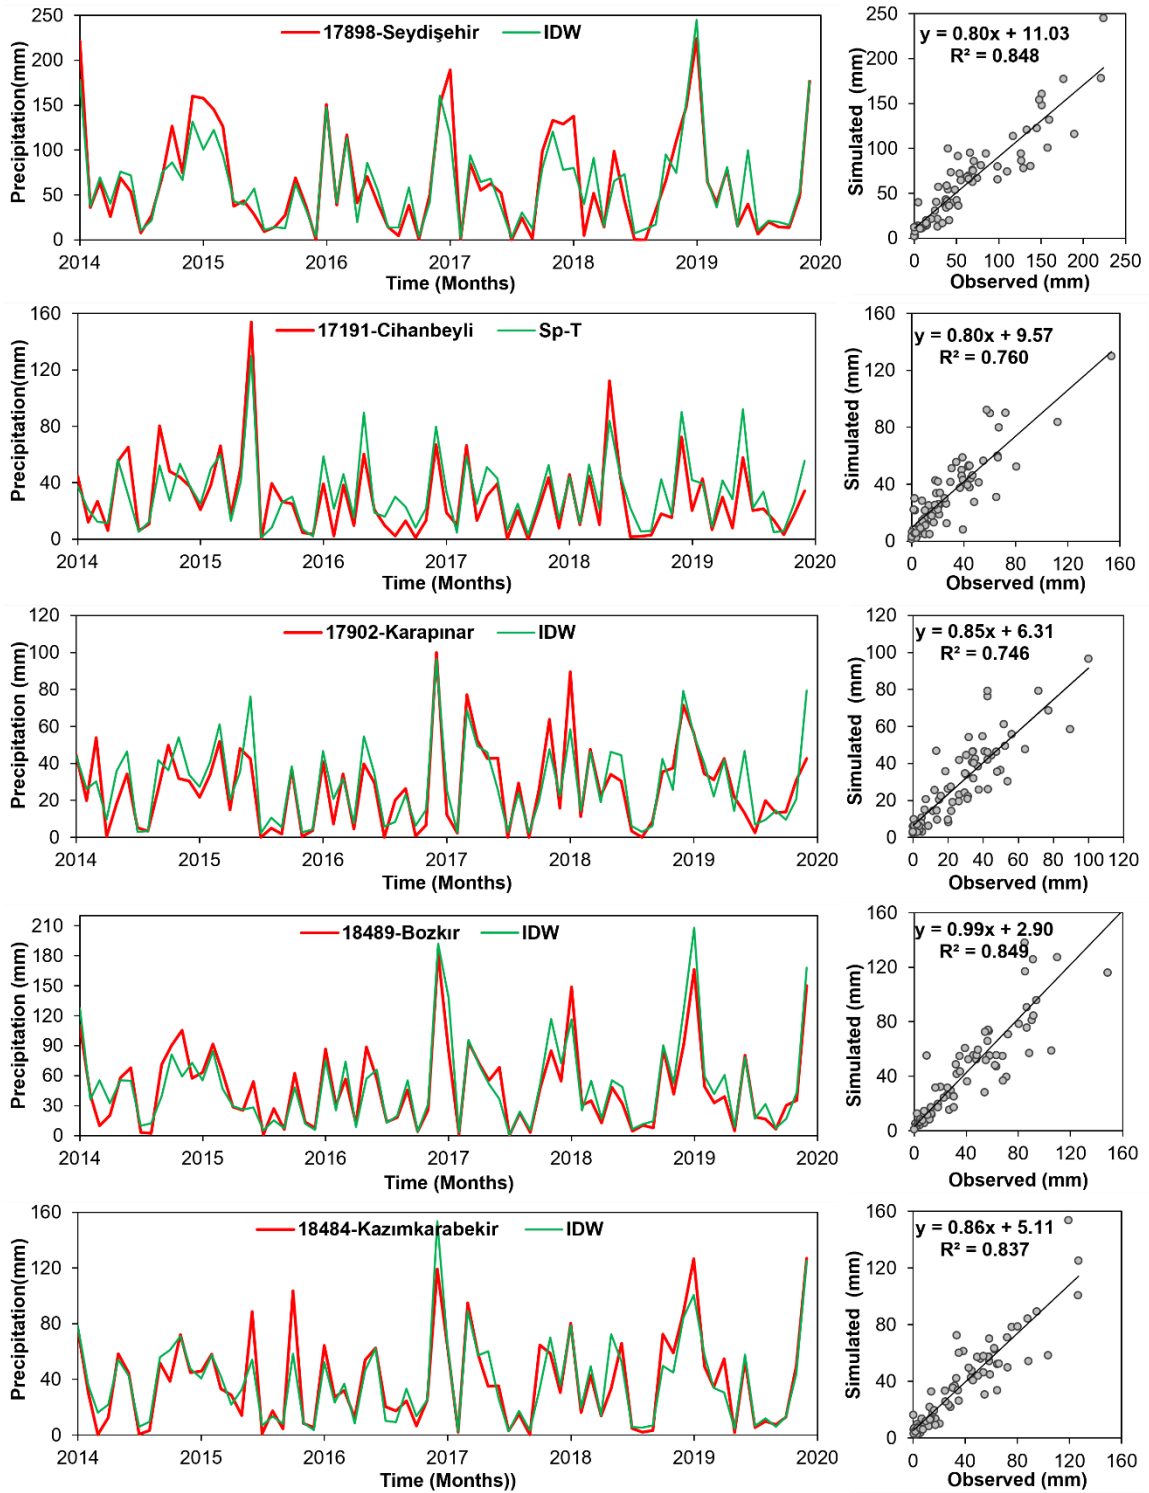 17898-Seydişehir IDW
Precipitation(mm)
250
200
150
100
50
0
2014 2015 2016 2017 2018 2019 2020
Time (Months)
y = 0.80x + 11.03
R² = 0.848
Simulated (mm)
250
200
150
100
50
0
0 50 100 150 200 250
Observed (mm)
17191-Cihanbeyli Sp-T
Precipitation(mm)
160
120
80
40
0
2014 2015 2016 2017 2018 2019 2020
Time (Months)
y = 0.80x + 9.57
R² = 0.760
Simulated (mm)
160
120
80
40
0
0 40 80 120 160
Observed (mm)
17902-Karapınar IDW
Precipitation (mm)
120
100
80
60
40
20
0
2014 2015 2016 2017 2018 2019 2020
Time (Months)
y = 0.85x + 6.31
R² = 0.746
Simulated (mm)
120
100
80
60
40
20
0
0 20 40 60 80 100 120
Observed (mm)
18489-Bozkır IDW
Precipitation (mm)
210
180
150
120
90
60
30
0
2014 2015 2016 2017 2018 2019 2020
Time (Months)
y = 0.99x + 2.90
R² = 0.849
Simulated (mm)
160
120
80
40
0
0 40 80 120 160
Observed (mm)
18484-Kazımkarabekir IDW
Precipitation(mm)
160
120
80
40
0
2014 2015 2016 2017 2018 2019 2020
Time (Months))
y = 0.86x + 5.11
R² = 0.837
Simulated (mm)
160
120
80
40
0
0 40 80 120 160
Observed (mm)